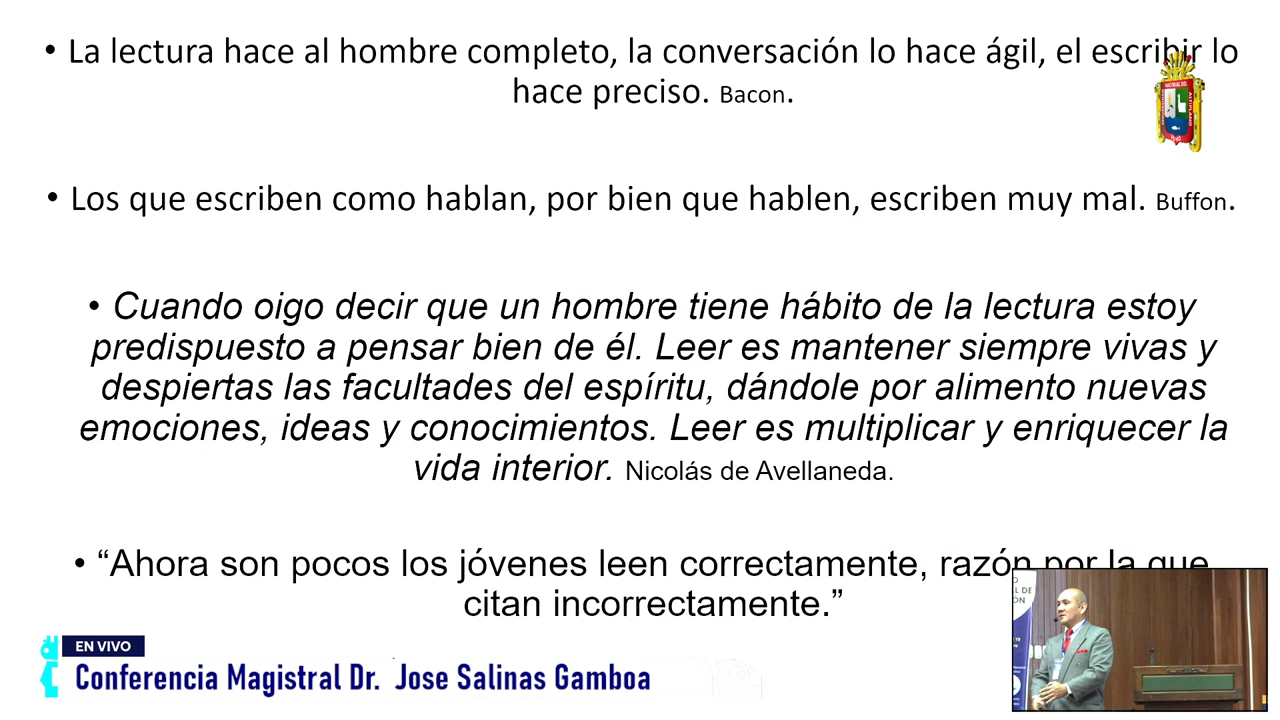 • La lectura hace al hombre completo, la conversación lo hace ágil, el escribir lo
hace preciso. Bacon.
• Los que escriben como hablan, por bien que hablen, escriben muy mal. Buffon.
• Cuando oigo decir que un hombre tiene hábito de la lectura estoy
predispuesto a pensar bien de él. Leer es mantener siempre vivas y
despiertas las facultades del espíritu, dándole por alimento nuevas
emociones, ideas y conocimientos. Leer es multiplicar y enriquecer la
vida interior. Nicolás de Avellaneda.
• “Ahora son pocos los jóvenes leen correctamente, razón por la que
citan incorrectamente.”
EN VIVO
Conferencia Magistral Dr. Jose Salinas Gamboa